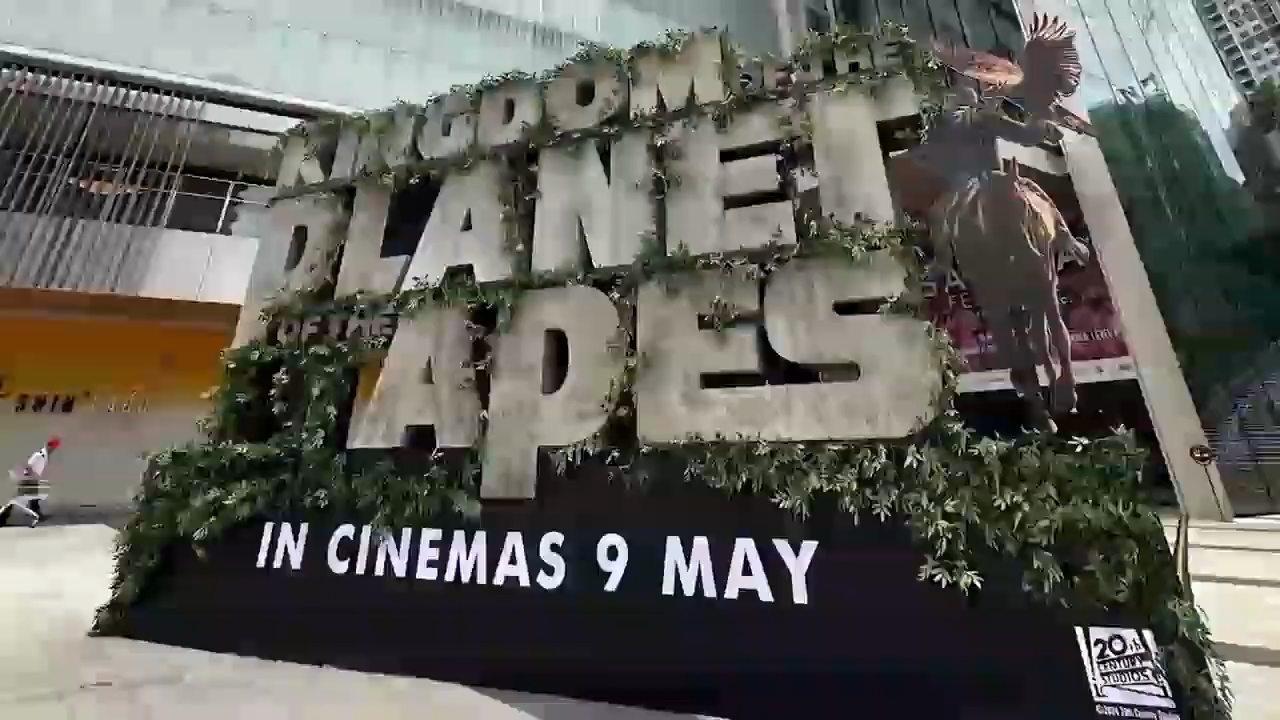 KINGDOM OF THE
PLANET
OF THE
APES
IN CINEMAS 9 MAY
20th
CENTURY
STUDIOS